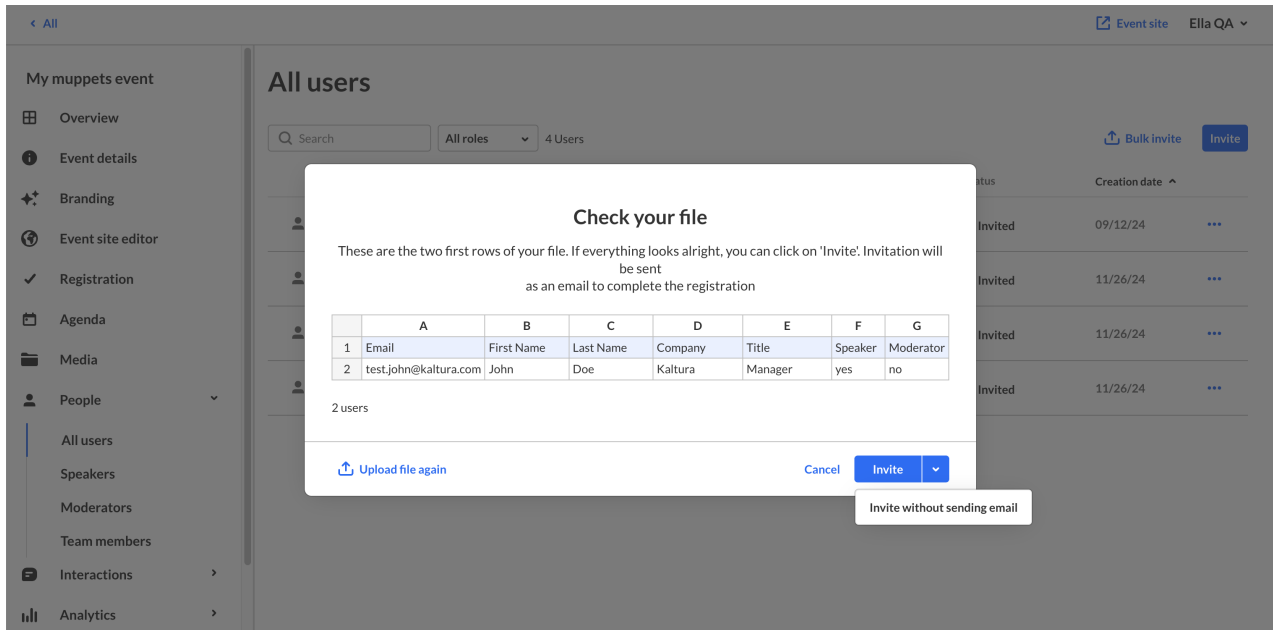 All
Event site
Ella QA
My muppets event
Overview
Event details
Branding
Event site editor
Registration
Agenda
Media
People
All users
Speakers
Moderators
Team members
Interactions
Analytics
All users
Search
All roles
4 Users
Bulk invite
Invite
Creation date
Invited
09/12/24
Invited
11/26/24
Invited
11/26/24
Invited
11/26/24
Check your file
These are the two first rows of your file. If everything looks alright, you can click on 'Invite'. Invitation will
be sent
as an email to complete the registration
A B C D E F G
1 Email First Name Last Name Company Title Speaker Moderator
2 test.john@kaltura.com John Doe Kaltura Manager yes no
2 users
Upload file again
Cancel
Invite
Invite without sending email